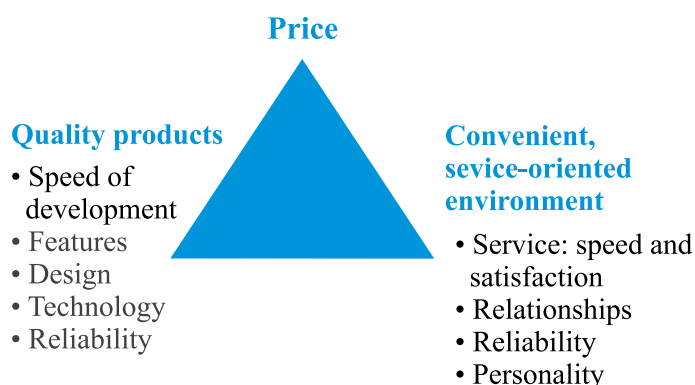 Price
Quality products
• Speed of
development
• Features
• Design
• Technology
• Reliability
Convenient,
sevice-oriented
environment
• Service: speed and
satisfaction
• Relationships
• Reliability
• Personality